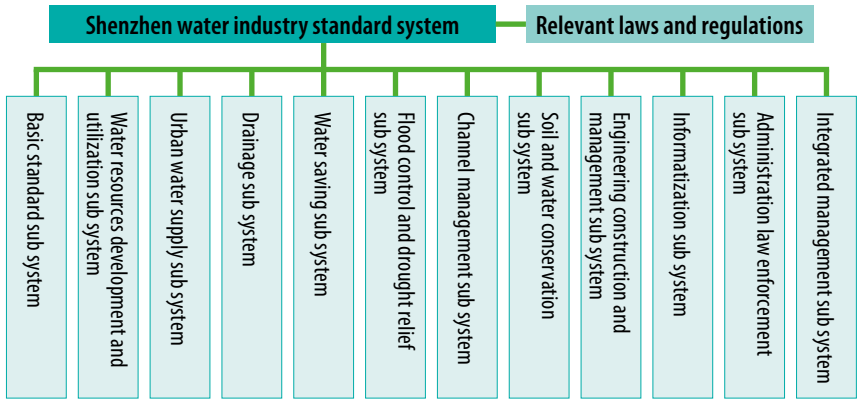 Shenzhen water industry standard system
Relevant laws and regulations
Basic standard sub system
Water resources development and
utilization sub system
Urban water supply sub system
Drainage sub system
Water saving sub system
Flood control and drought relief
sub system
Channel management sub system
Soil and water conservation
sub system
Engineering construction and
management sub system
Informatization sub system
Administration law enforcement
sub system
Integrated management sub system